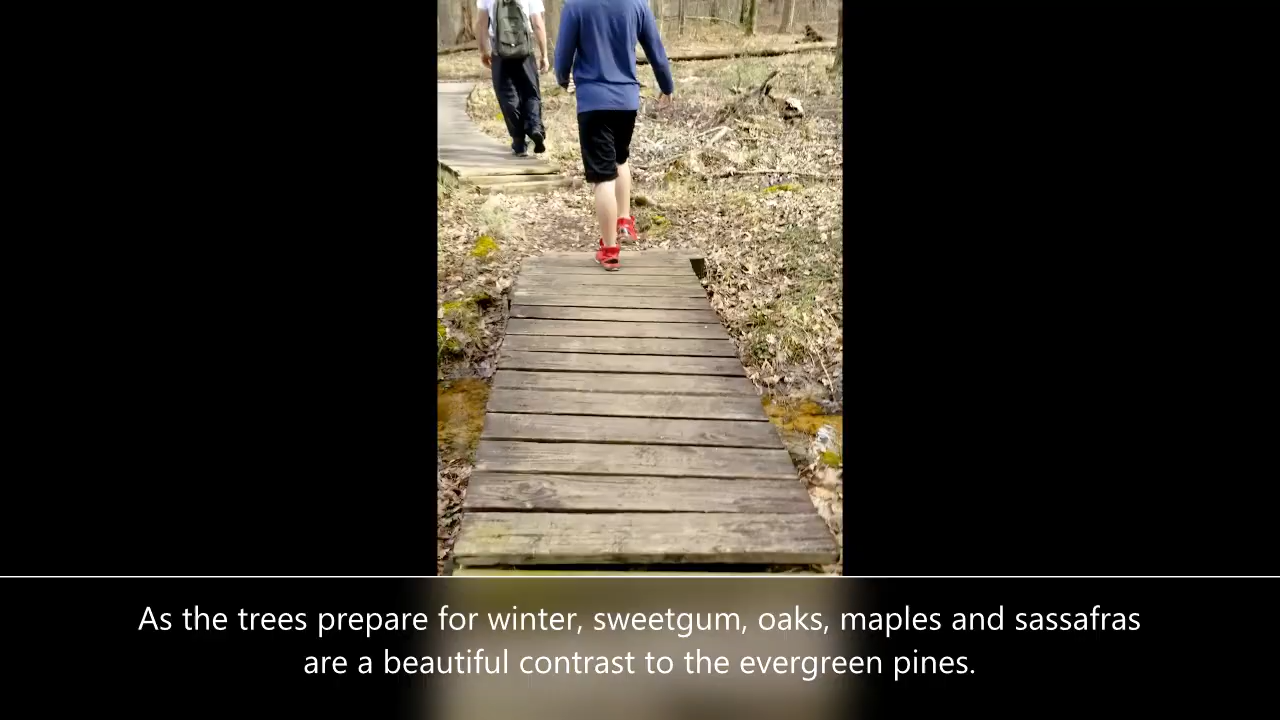 As the trees prepare for winter, sweetgum, oaks, maples and sassafras
are a beautiful contrast to the evergreen pines.